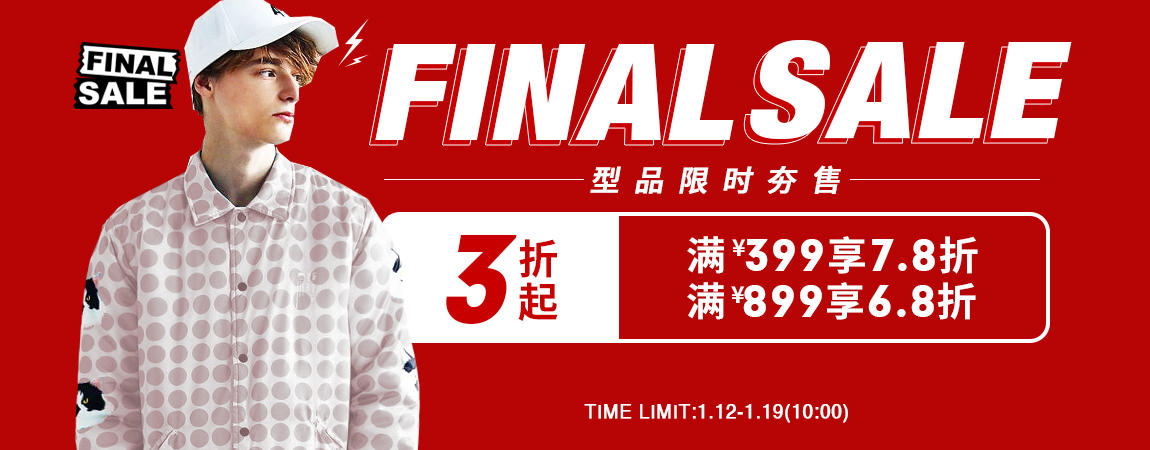 FINAL
SALE
FINAL SALE
型品限时夯售
3折起
满¥399享7.8折
满¥899享6.8折
TIME LIMIT:1.12-1.19(10:00)